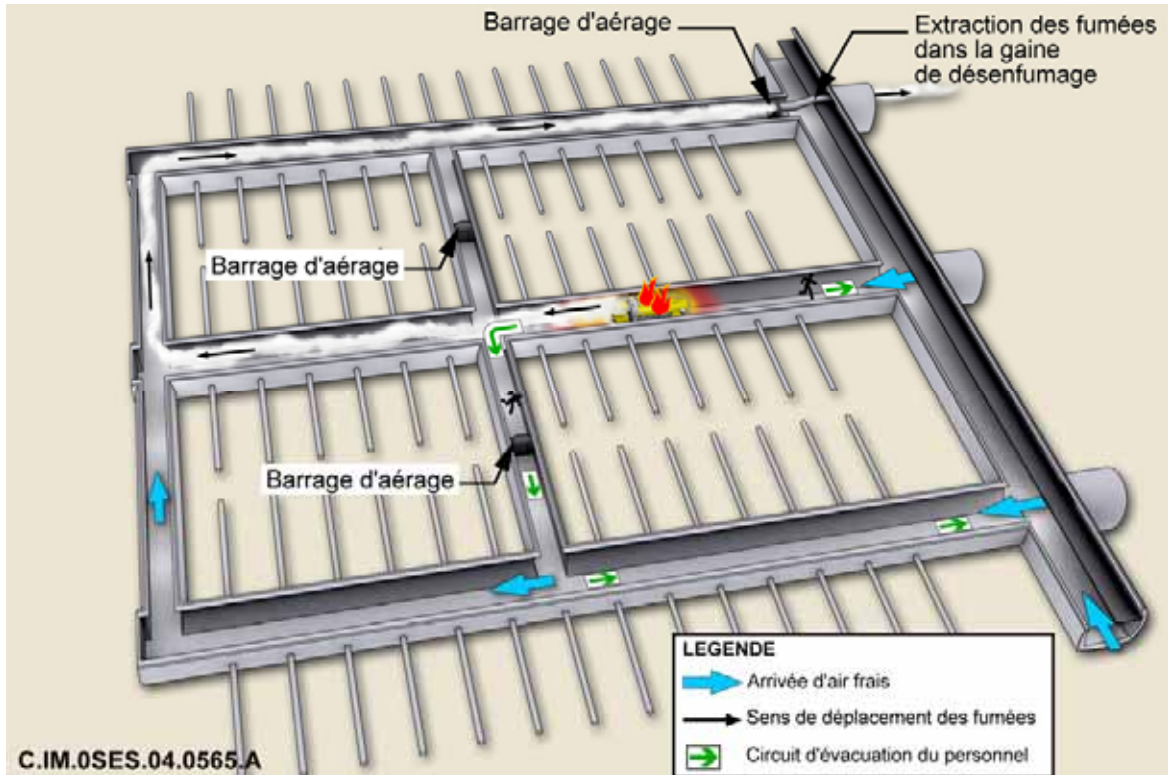 Barrage d'aérage
Extraction des fumées
dans la gaine
de désenfumage
Barrage d'aérage
Barrage d'aérage
LEGENDE
Arrivée d'air frais
Sens de déplacement des fumées
Circuit d'évacuation du personnel
C.IM.0SES.04.0565.A